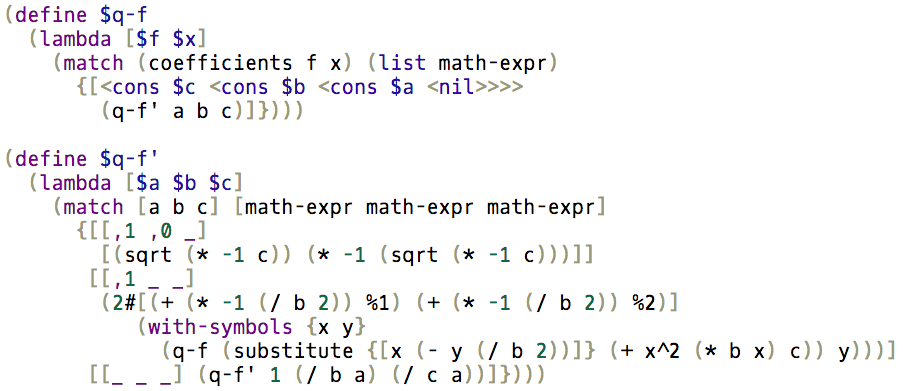 (define $q-f
  (lambda [$f $x]
    (match (coefficients f x) (list math-expr)
      {[<cons $c <cons $b <cons $a <nil>>>>
        (q-f' a b c)]})))

(define $q-f'
  (lambda [$a $b $c]
    (match [a b c] [math-expr math-expr math-expr]
      {[[,1 ,0 _]
        [(sqrt (* -1 c)) (* -1 (sqrt (* -1 c)))]]
       [[,1 _ _]
        (2#[(+ (* -1 (/ b 2)) %1) (+ (* -1 (/ b 2)) %2)]
           (with-symbols {x y}
             (q-f (substitute {[x (- y (/ b 2))]} (+ x^2 (* b x) c)) y)))]
       [[_ _ _] (q-f' 1 (/ b a) (/ c a))]})))